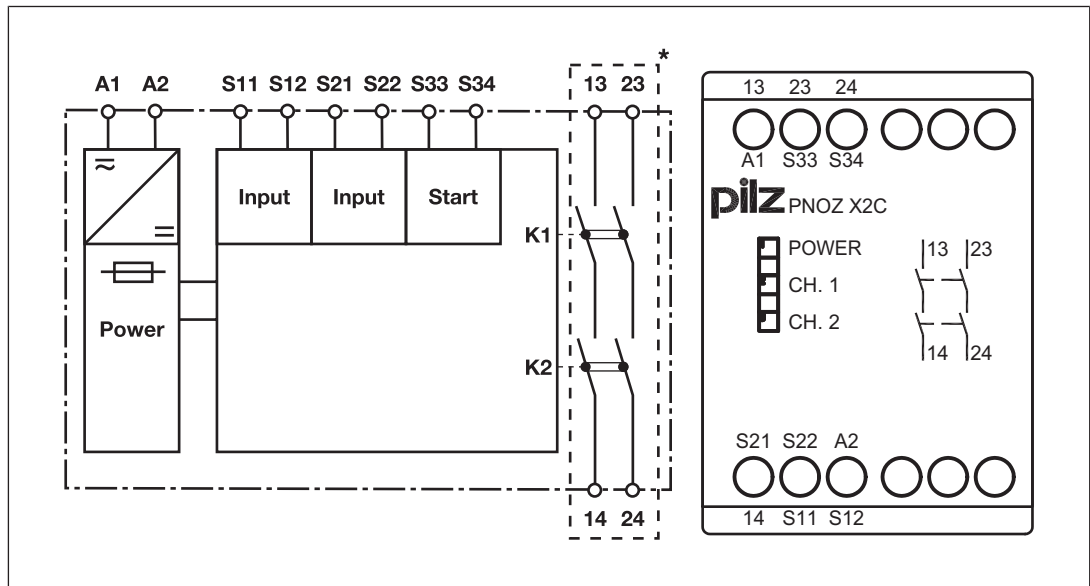 A1 A2 S11 S12 S21 S22 S33 S34 13 23 *
Input Input Start
K1
Power
K2
14 24
13 23 24
A1 S33 S34
pilz PNOZ X2C
POWER
CH. 1
CH. 2
13 23
14 24
S21 S22 A2
14 S11 S12